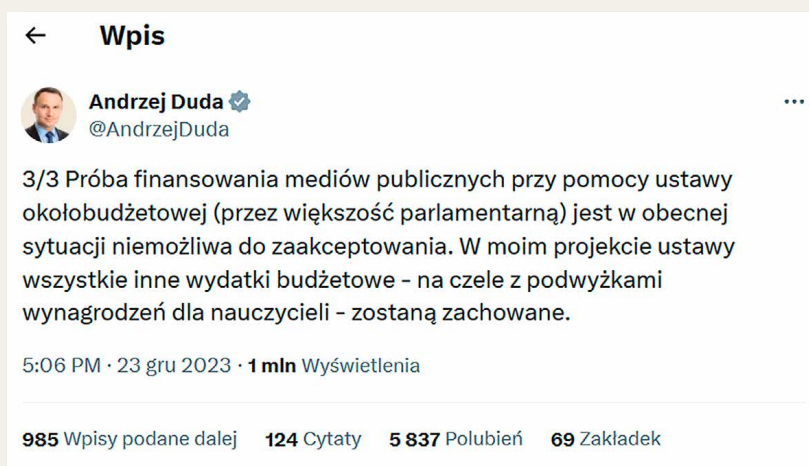 ← Wpis
Andrzej Duda
@AndrzejDuda
3/3 Próba finansowania mediów publicznych przy pomocy ustawy
okołobudżetowej (przez większość parlamentarną) jest w obecnej
sytuacji niemożliwa do zaakceptowania. W moim projekcie ustawy
wszystkie inne wydatki budżetowe - na czele z podwyżkami
wynagrodzeń dla nauczycieli - zostaną zachowane.
5:06 PM · 23 gru 2023 · 1 mln Wyświetlenia
985 Wpisy podane dalej 124 Cytaty 5 837 Polubień 69 Zakładek